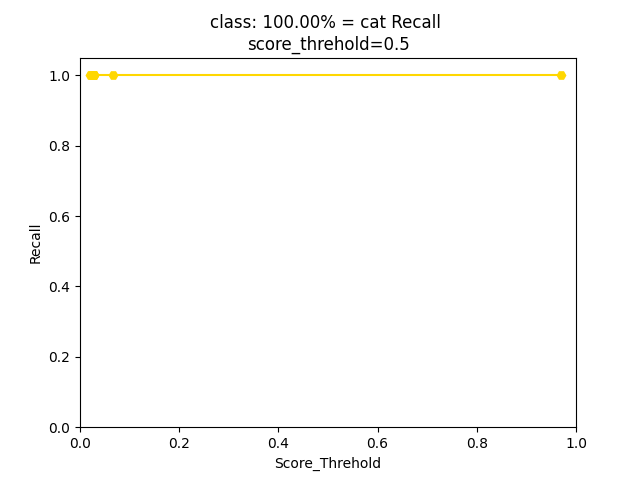 class: 100.00% = cat Recall
score_threhold=0.5
1.0
0.8
0.6
0.4
0.2
0.0
Recall
0.0 0.2 0.4 0.6 0.8 1.0
Score_Threhold